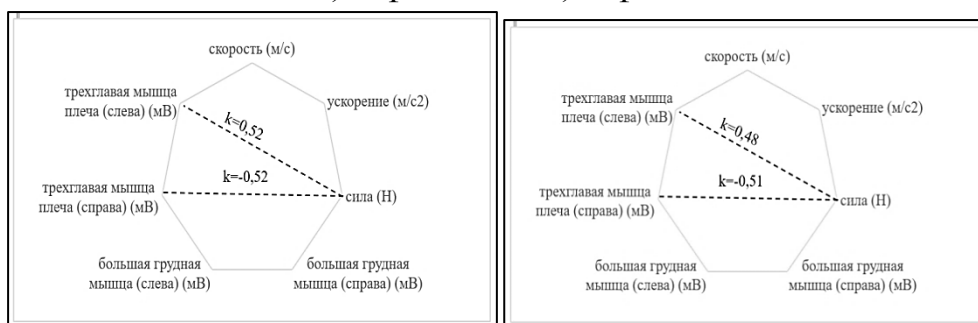 скорость (м/с)
трехглавая мышца
плеча (слева) (мВ)
ускорение (м/с2)
k=0,52
k=-0,52
трехглавая мышца
плеча (справа) (мВ)
сила (Н)
большая грудная
мышца (слева) (мВ)
большая грудная
мышца (справа) (мВ)
скорость (м/с)
трехглавая мышца
плеча (слева) (мВ)
ускорение (м/с2)
k=0,48
k=-0,51
трехглавая мышца
плеча (справа) (мВ)
сила (Н)
большая грудная
мышца (слева) (мВ)
большая грудная
мышца (справа) (мВ)